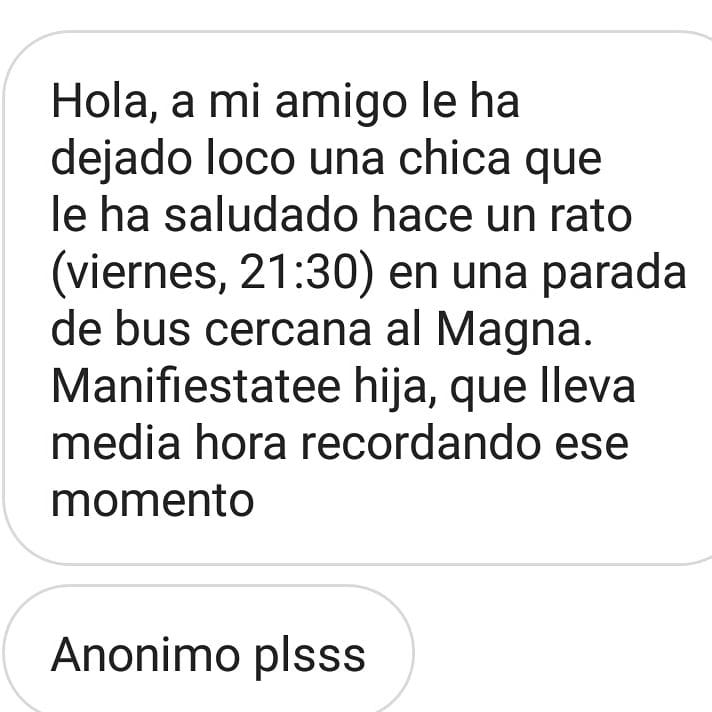 Hola, a mi amigo le ha
dejado loco una chica que
le ha saludado hace un rato
(viernes, 21:30) en una parada
de bus cercana al Magna.
Manifiestatee hija, que lleva
media hora recordando ese
momento
Anonimo plsss